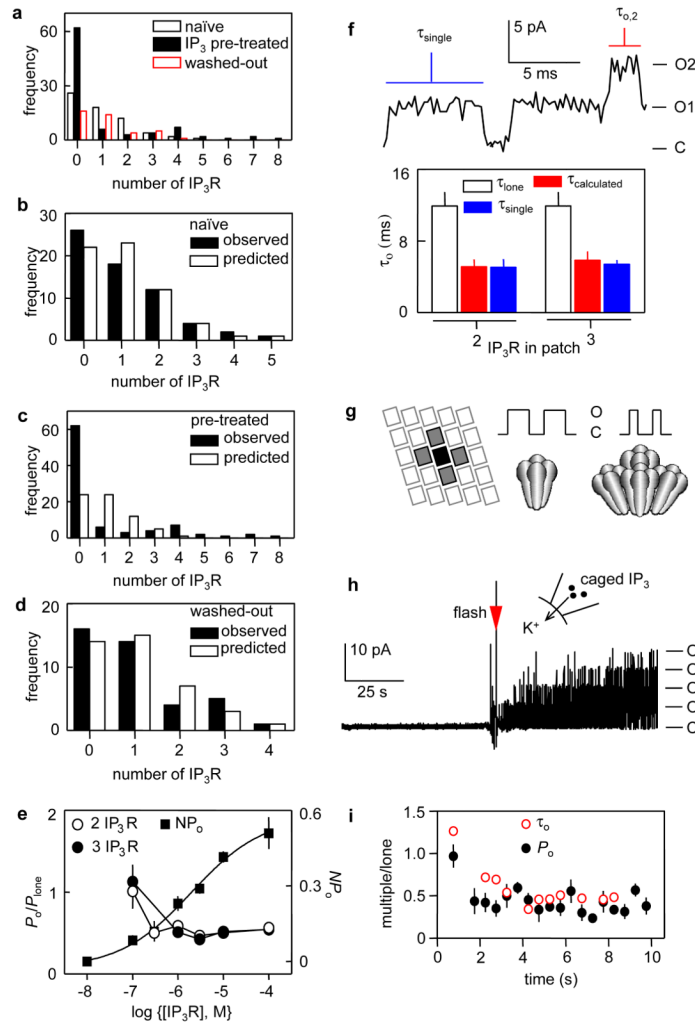 a
60
40
20
0
frequency
naïve
IP3 pre-treated
washed-out
0 1 2 3 4 5 6 7 8
number of IP3R
b
30
20
10
0
frequency
naïve
observed
predicted
0 1 2 3 4 5
number of IP3R
c
60
40
20
0
frequency
pre-treated
observed
predicted
0 1 2 3 4 5 6 7 8
number of IP3R
d
20
10
0
frequency
washed-out
observed
predicted
0 1 2 3 4
number of IP3R
e
2 IP3R
3 IP3R
NPo
2
1
0
Po/Plone
0.6
0.3
0
NPo
-8 -7 -6 -5 -4
log {[IP3R], M}
f
τsingle
5 pA
5 ms
τo,2
O2
O1
C
16
8
0
τo (ms)
τlone
τcalculated
τsingle
2 3
IP3R in patch
g
O
C
h
flash
caged IP3
K+
10 pA
25 s
i
1.5
1.0
0.5
0
multiple/lone
τo
Po
0 2 4 6 8 10
time (s)